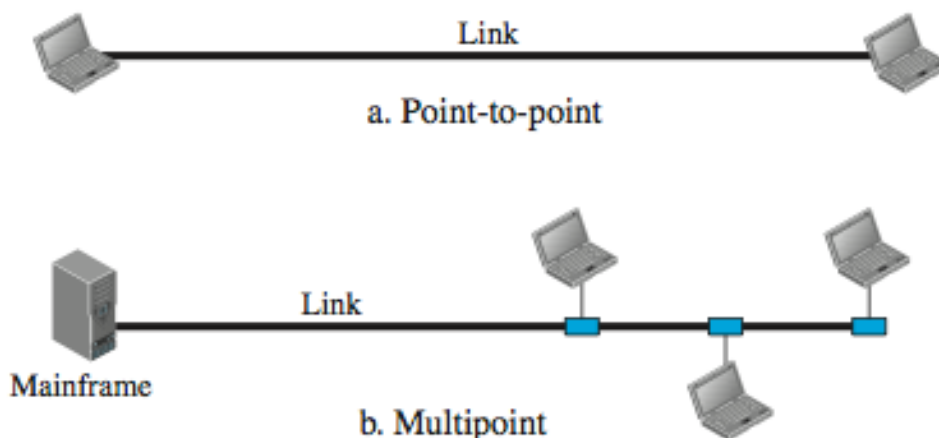 Link
a. Point-to-point
Link
Mainframe
b. Multipoint